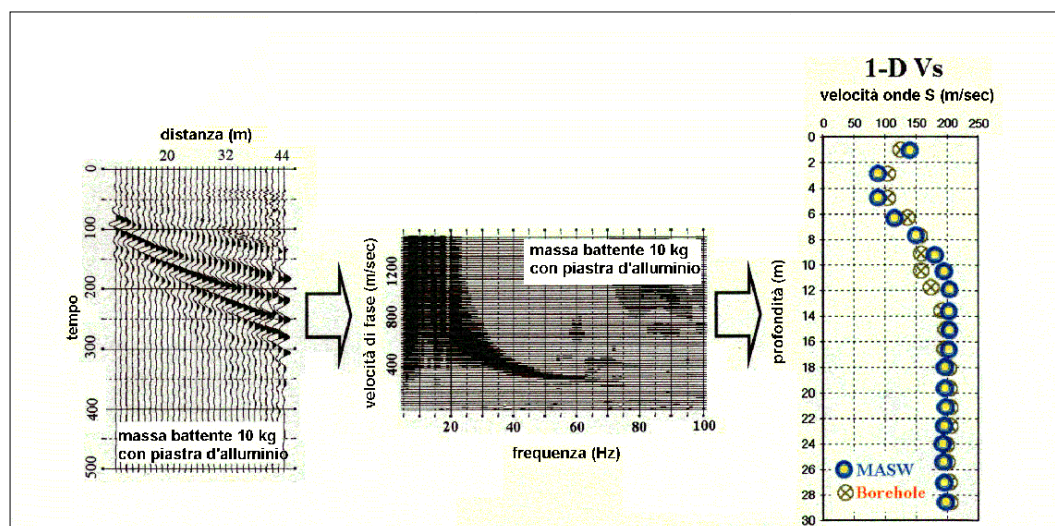 distanza (m)
20 32 44
tempo
0
100
200
300
400
500
massa battente 10 kg
con piastra d'alluminio
velocità di fase (m/sec)
1200
800
400
massa battente 10 kg
con piastra d'alluminio
20 40 60 80 100
frequenza (Hz)
1-D Vs
velocità onde S (m/sec)
0 50 100 150 200 250
profondità (m)
0
2
4
6
8
10
12
14
16
18
20
22
24
26
28
30
MASW
Borehole